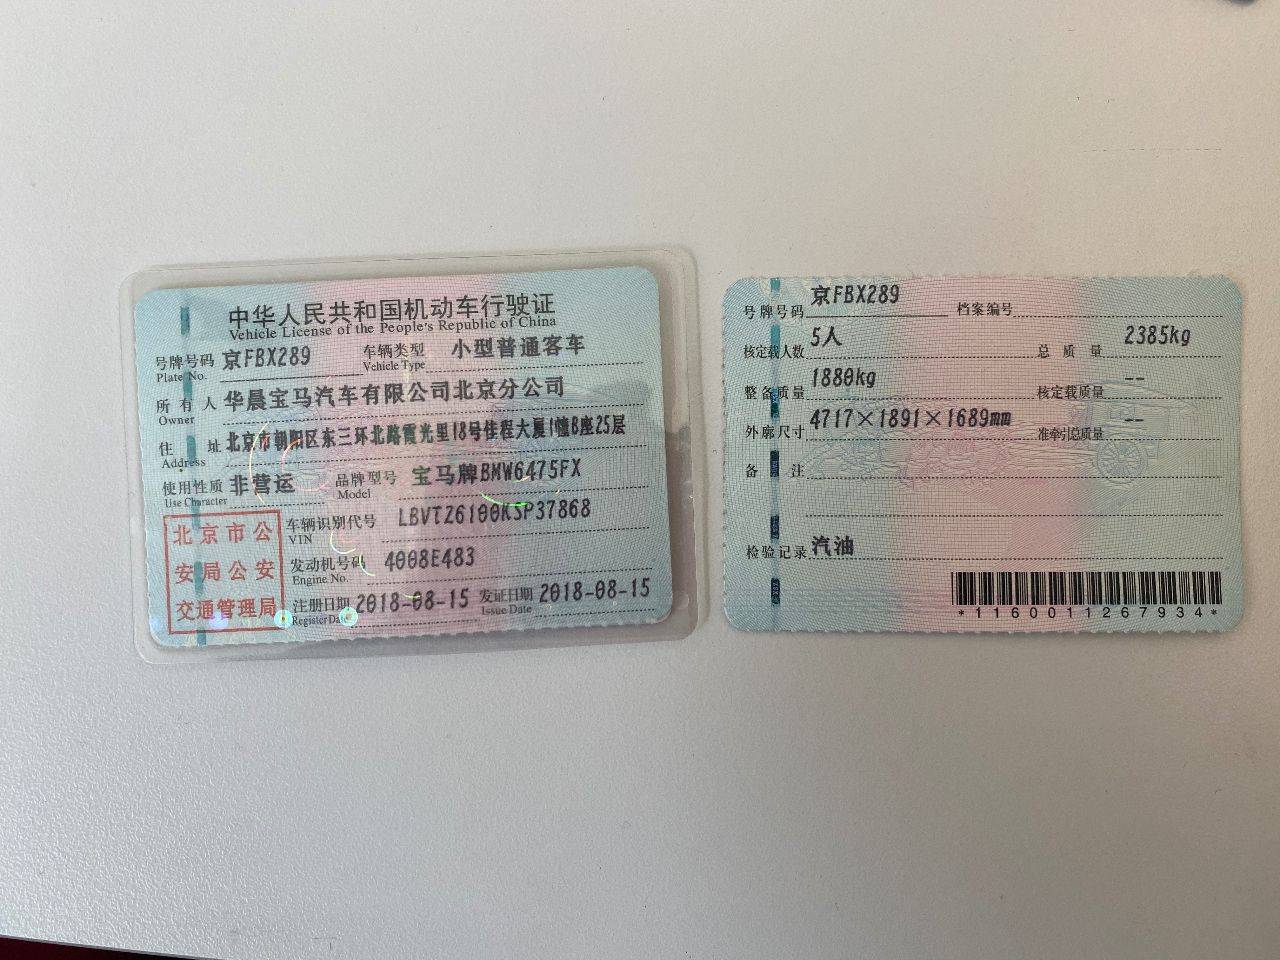 中华人民共和国机动车行驶证
Vehicle License of the People's Republic of China
号牌号码 京FBX289 车辆类型 小型普通客车
Plate No. Vehicle Type
所有人 华晨宝马汽车有限公司北京分公司
Owner
住址 北京市朝阳区东三环北路霞光里18号佳程大厦1幢B座25层
Address
使用性质 非营运 品牌型号 宝马牌BMW6475FX
Use Character Model
车辆识别代号 LBVTZ6100KSP37868
VIN
发动机号码 4008E483
Engine No.
注册日期 2018-08-15 发证日期 2018-08-15
Register Date Issue Date
北京市公
安局公安
交通管理局
号牌号码 京FBX289 档案编号
核定载人数 5人 总质量 2385kg
整备质量 1880kg 核定载质量 --
外廓尺寸 4717×1891×1689mm 准牵引总质量 --
备注
检验记录 汽油
*1160011267934*